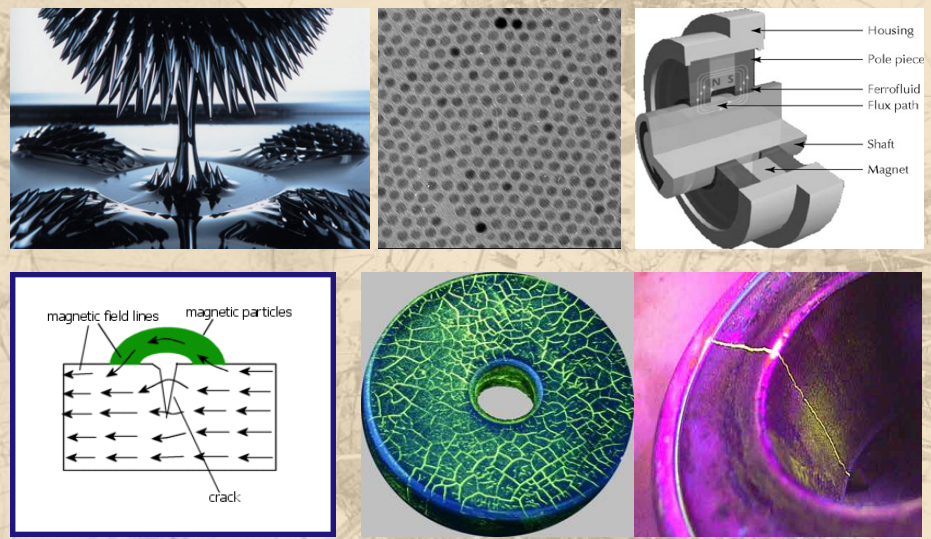 Housing
Pole piece
N S
Ferrofluid
Flux path
Shaft
Magnet
magnetic field lines
magnetic particles
crack